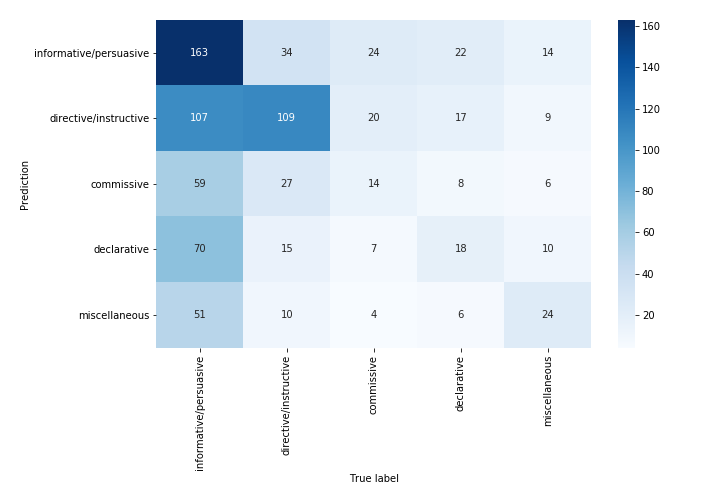 informative/persuasive 163 34 24 22 14
directive/instructive 107 109 20 17 9
commissive 59 27 14 8 6
declarative 70 15 7 18 10
miscellaneous 51 10 4 6 24
Prediction
informative/persuasive
directive/instructive
commissive
declarative
miscellaneous
True label
160
140
120
100
80
60
40
20